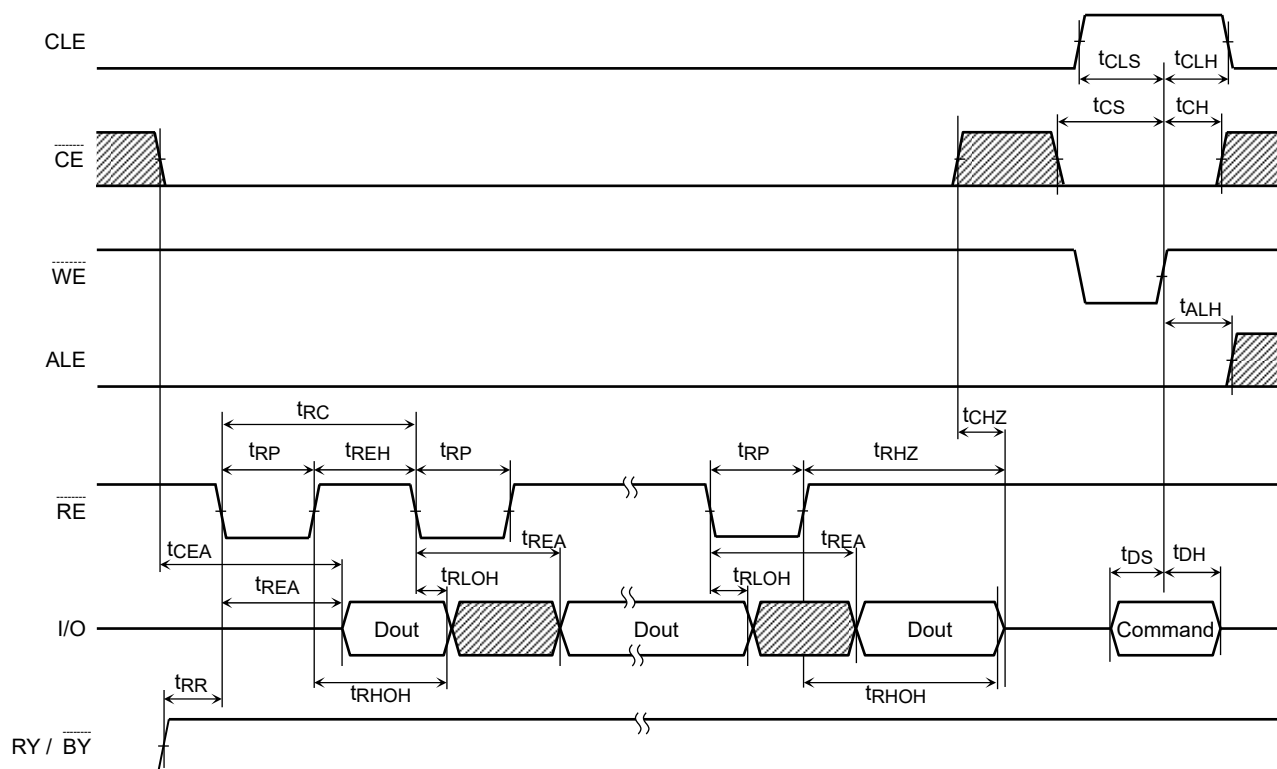 CLE
tCLS tCLH
tCS tCH
CE
WE
tALH
ALE
tRC
tCHZ
tRP tREH tRP tRP tRHZ
RE
tCEA tREA tREA
tREA tRLOH tRLOH tDS tDH
I/O Dout Dout Dout Command
tRR tRHOH tRHOH
RY / BY